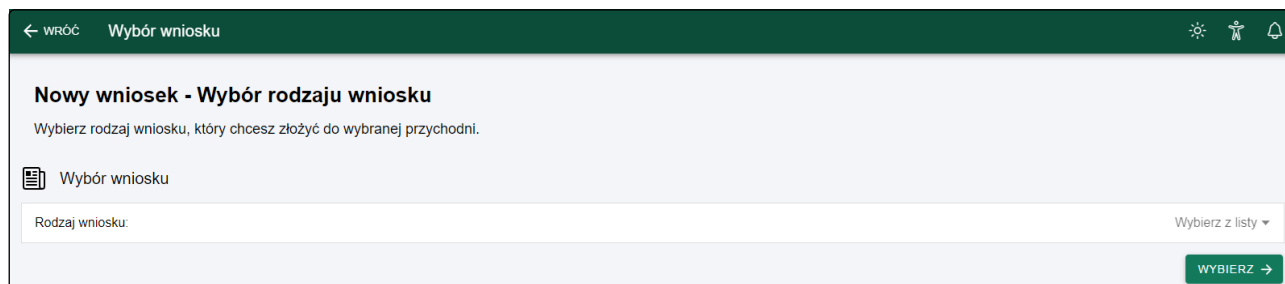 WRÓĆ Wybór wniosku
Nowy wniosek - Wybór rodzaju wniosku
Wybierz rodzaj wniosku, który chcesz złożyć do wybranej przychodni.
Wybór wniosku
Rodzaj wniosku: Wybierz z listy
WYBIERZ